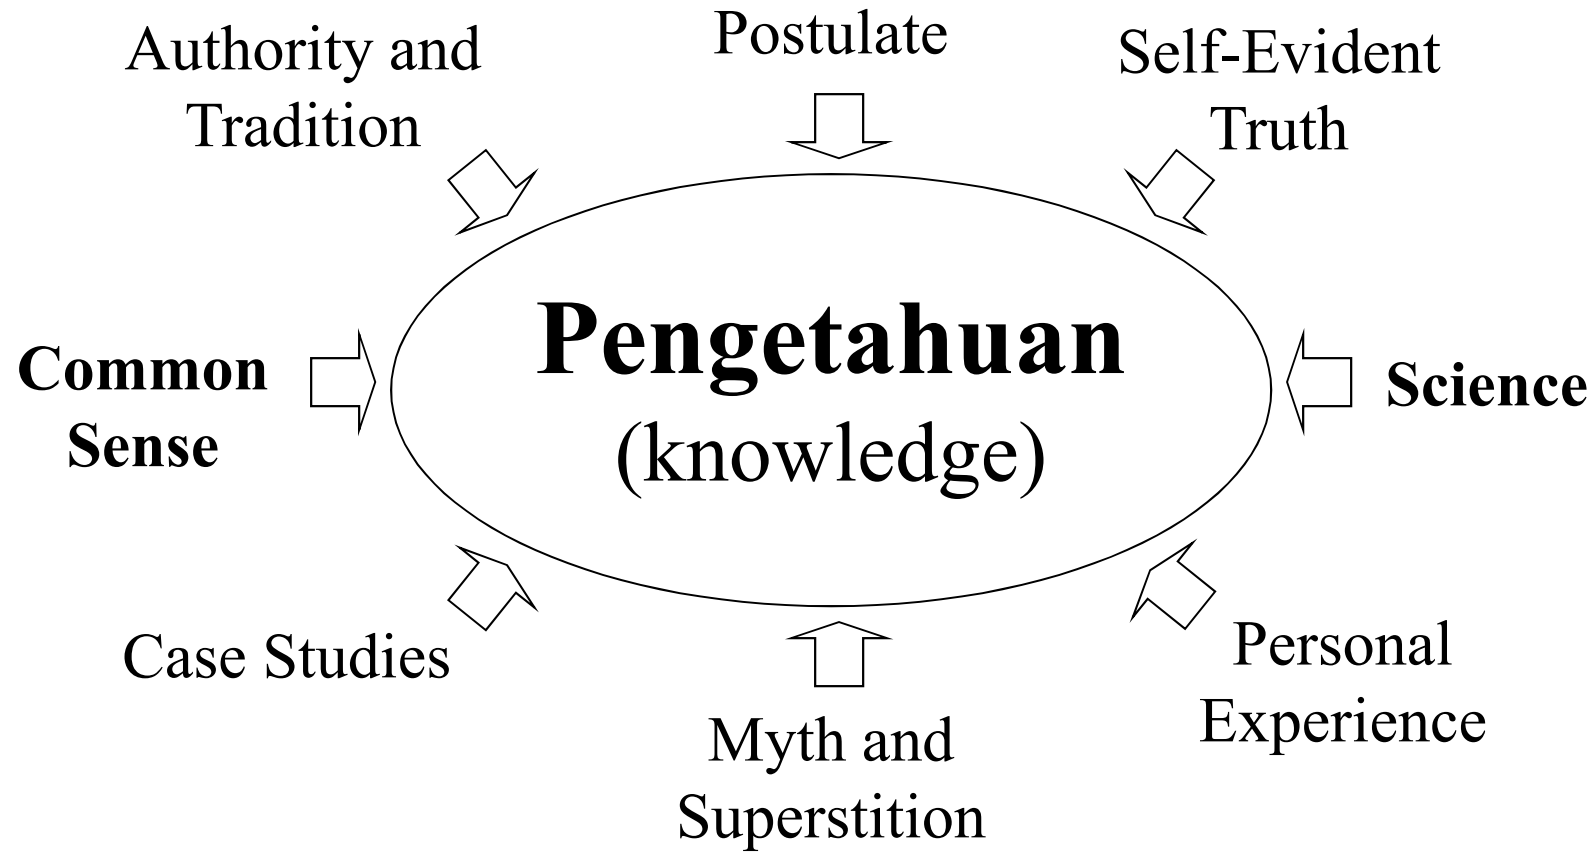 Authority and
Tradition
Postulate
Self-Evident
Truth
Common
Sense
Pengetahuan
(knowledge)
Science
Case Studies
Myth and
Superstition
Personal
Experience